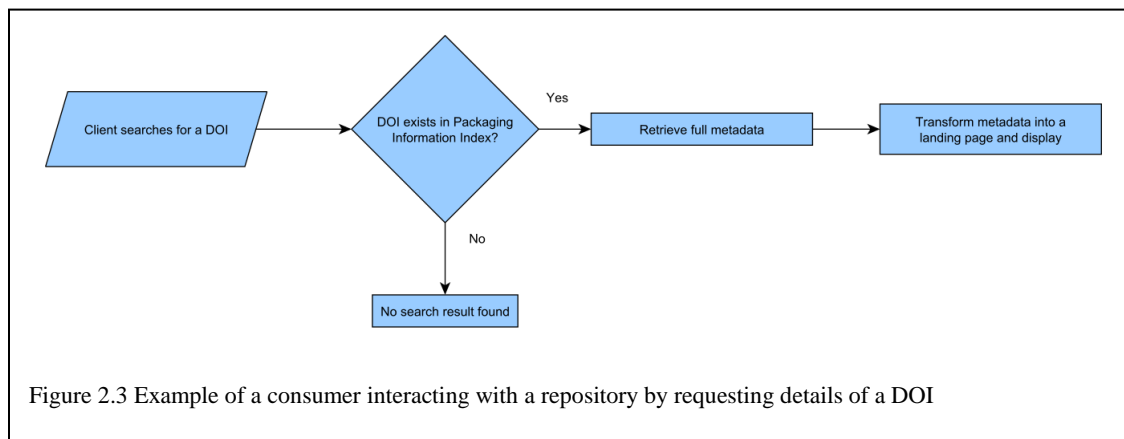 Client searches for a DOI
DOI exists in Packaging
Information Index?
Yes
Retrieve full metadata
Transform metadata into a
landing page and display
No
No search result found
Figure 2.3 Example of a consumer interacting with a repository by requesting details of a DOI